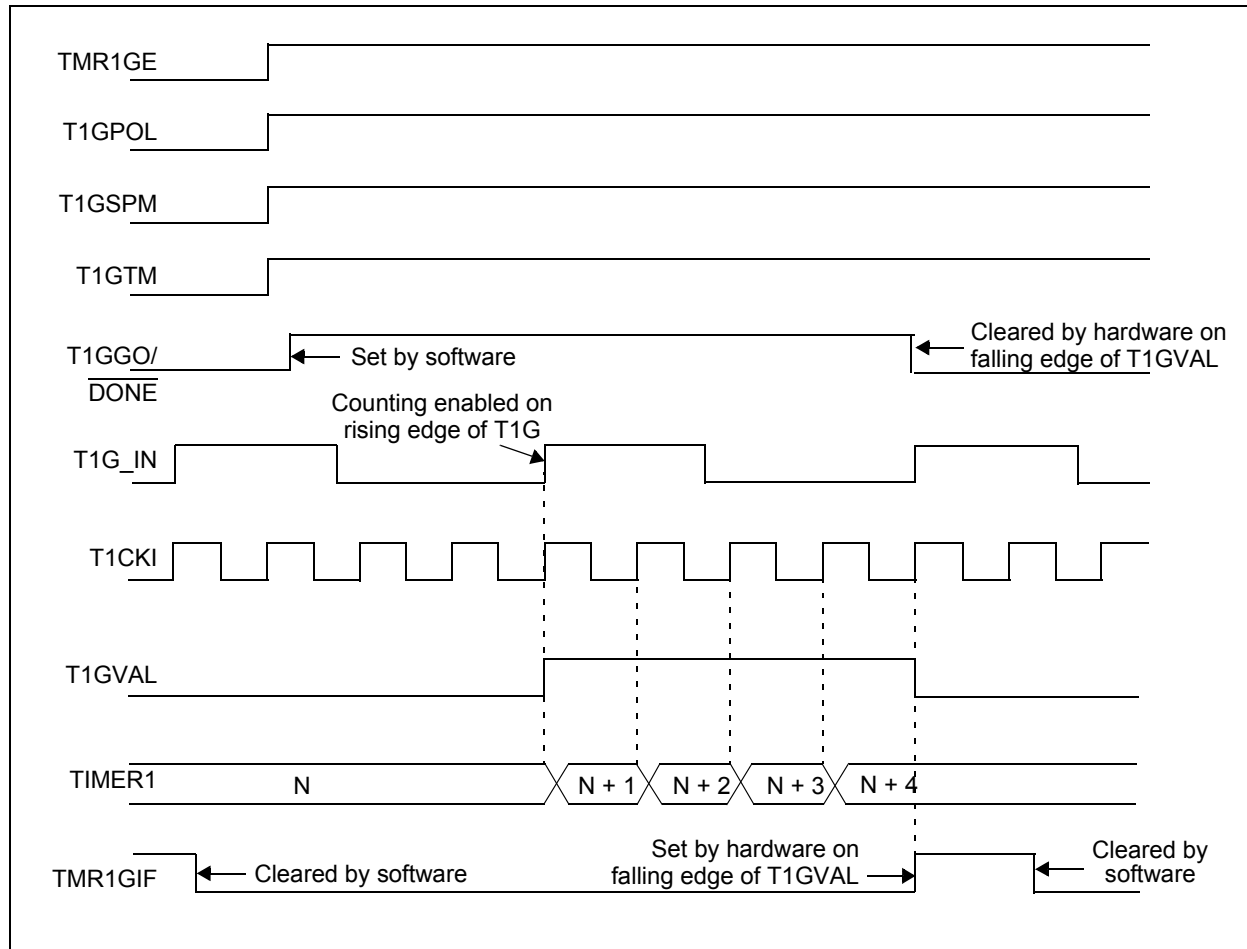 TMR1GE
T1GPOL
T1GSPM
T1GTM
T1GGO/
DONE
Set by software
Cleared by hardware on
falling edge of T1GVAL
Counting enabled on
rising edge of T1G
T1G_IN
T1CKI
T1GVAL
TIMER1
N
N + 1
N + 2
N + 3
N + 4
TMR1GIF
Cleared by software
Set by hardware on
falling edge of T1GVAL
Cleared by
software